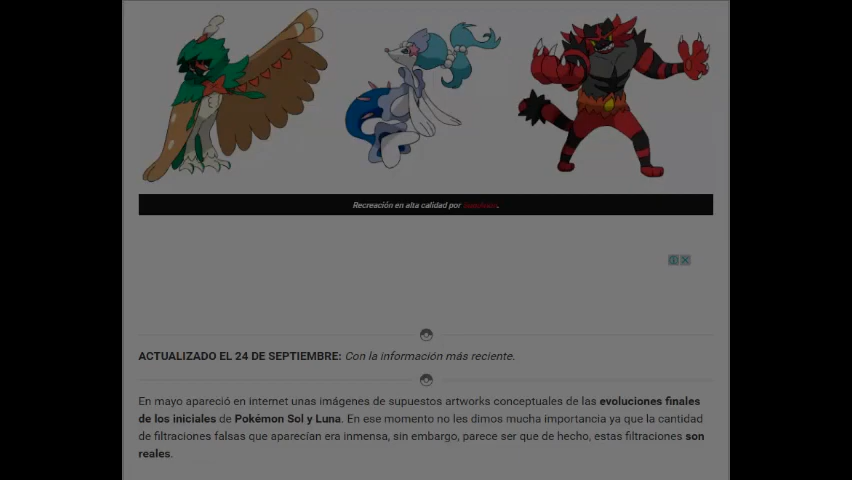 Recreación en alta calidad por
ACTUALIZADO EL 24 DE SEPTIEMBRE: Con la información más reciente.
En mayo apareció en internet unas imágenes de supuestos artworks conceptuales de las evoluciones finales
de los iniciales de Pokémon Sol y Luna. En ese momento no les dimos mucha importancia ya que la cantidad
de filtraciones falsas que aparecían era inmensa, sin embargo, parece ser que de hecho, estas filtraciones son
reales.